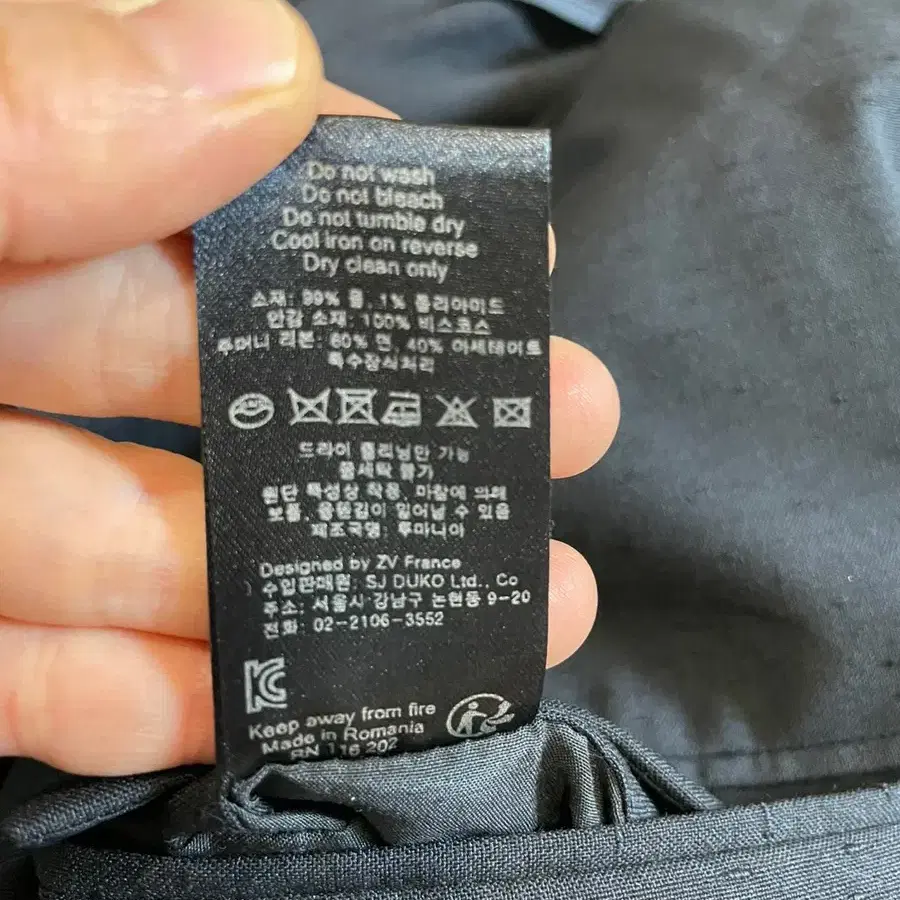 Do not wash
Do not bleach
Do not tumble dry
Cool iron on reverse
Dry clean only
소재: 99% 울, 1% 폴리아미드
안감 소재: 100% 비스코스
주머니 리본: 60% 면, 40% 아세테이트
특수장식처리
드라이 클리닝만 가능
물세탁 불가
원단 특성상 착용, 마찰에 의해
보풀, 올뜯김이 일어날 수 있음
제조국명: 루마니아
Designed by ZV France
수입판매원: SJ DUKO Ltd., Co
주소: 서울시 강남구 논현동 9-20
전화: 02-2106-3552
Keep away from fire
Made in Romania
RN 116 202